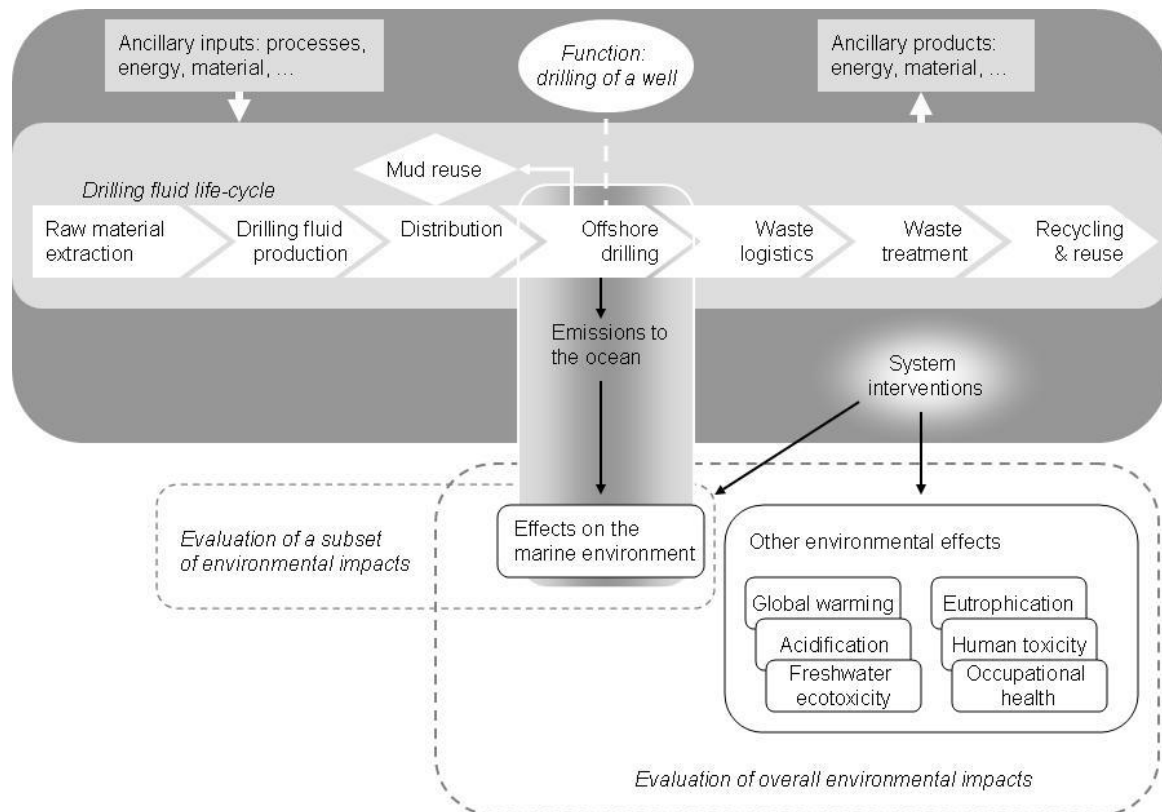 Ancillary inputs: processes,
energy, material, …
Function:
drilling of a well
Ancillary products:
energy, material, …
Mud reuse
Drilling fluid life-cycle
Raw material
extraction
Drilling fluid
production
Distribution
Offshore
drilling
Waste
logistics
Waste
treatment
Recycling
& reuse
Emissions to
the ocean
System
interventions
Evaluation of a subset
of environmental impacts
Effects on the
marine environment
Other environmental effects
Global warming
Acidification
Freshwater
ecotoxicity
Eutrophication
Human toxicity
Occupational
health
Evaluation of overall environmental impacts